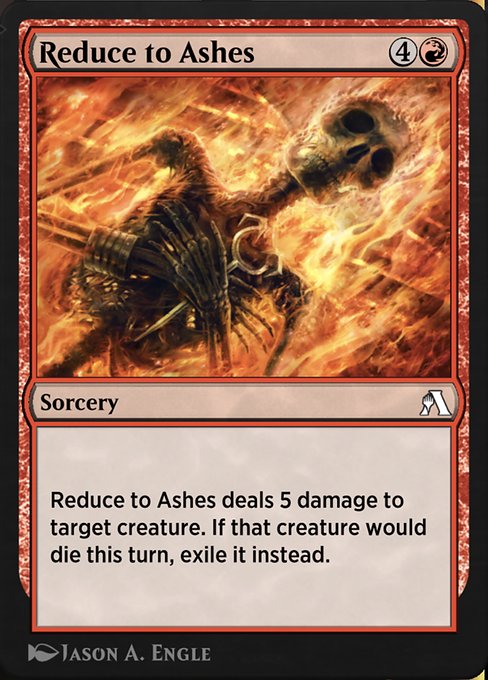 Reduce to Ashes 4
Sorcery
Reduce to Ashes deals 5 damage to
target creature. If that creature would
die this turn, exile it instead.
Jason A. Engle